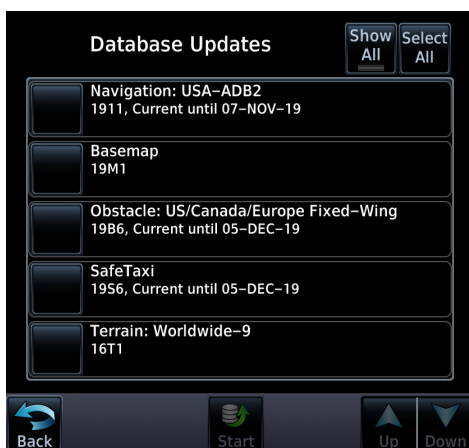 Database Updates
Show
All
Select
All
Navigation: USA–ADB2
1911, Current until 07–NOV–19
Basemap
19M1
Obstacle: US/Canada/Europe Fixed–Wing
19B6, Current until 05–DEC–19
SafeTaxi
19S6, Current until 05–DEC–19
Terrain: Worldwide–9
16T1
Back
Start
Up
Down